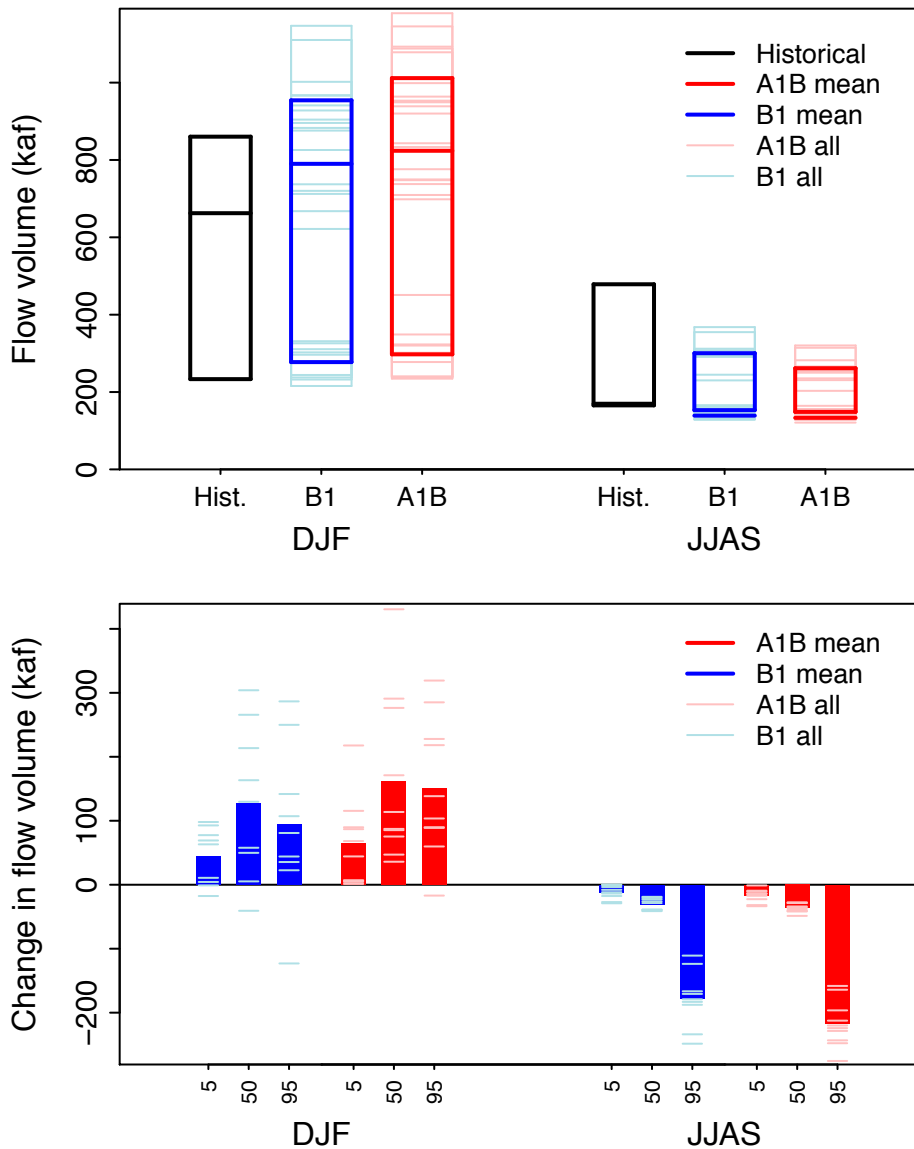 Flow volume (kaf)
800
600
400
200
0
Historical
A1B mean
B1 mean
A1B all
B1 all
Hist. B1 A1B Hist. B1 A1B
DJF JJAS
Change in flow volume (kaf)
300
100
0
−200
A1B mean
B1 mean
A1B all
B1 all
5 50 95 5 50 95 5 50 95 5 50 95
DJF JJAS